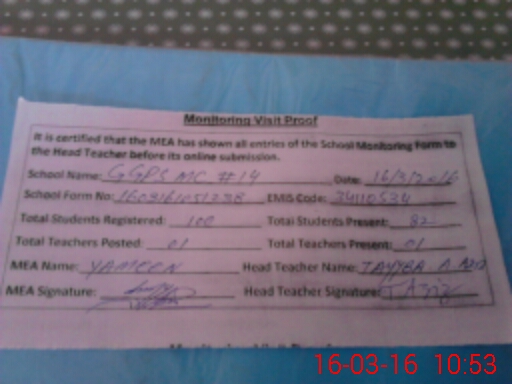 Monitoring Visit Proof
It is certified that the MEA has shown all entries of the School Monitoring Form to
the Head Teacher before its online submission.
School Name: GGPS MC #14 Date: 16/3/2016
School Form No: EMIS Code: 34110534
Total Students Registered: 100 Total Students Present: 82
Total Teachers Posted: 01 Total Teachers Present: 01
MEA Name: YAMEEN Head Teacher Name: TAYYBA A
MEA Signature: Head Teacher Signature: T Aziz
16-03-16 10:53